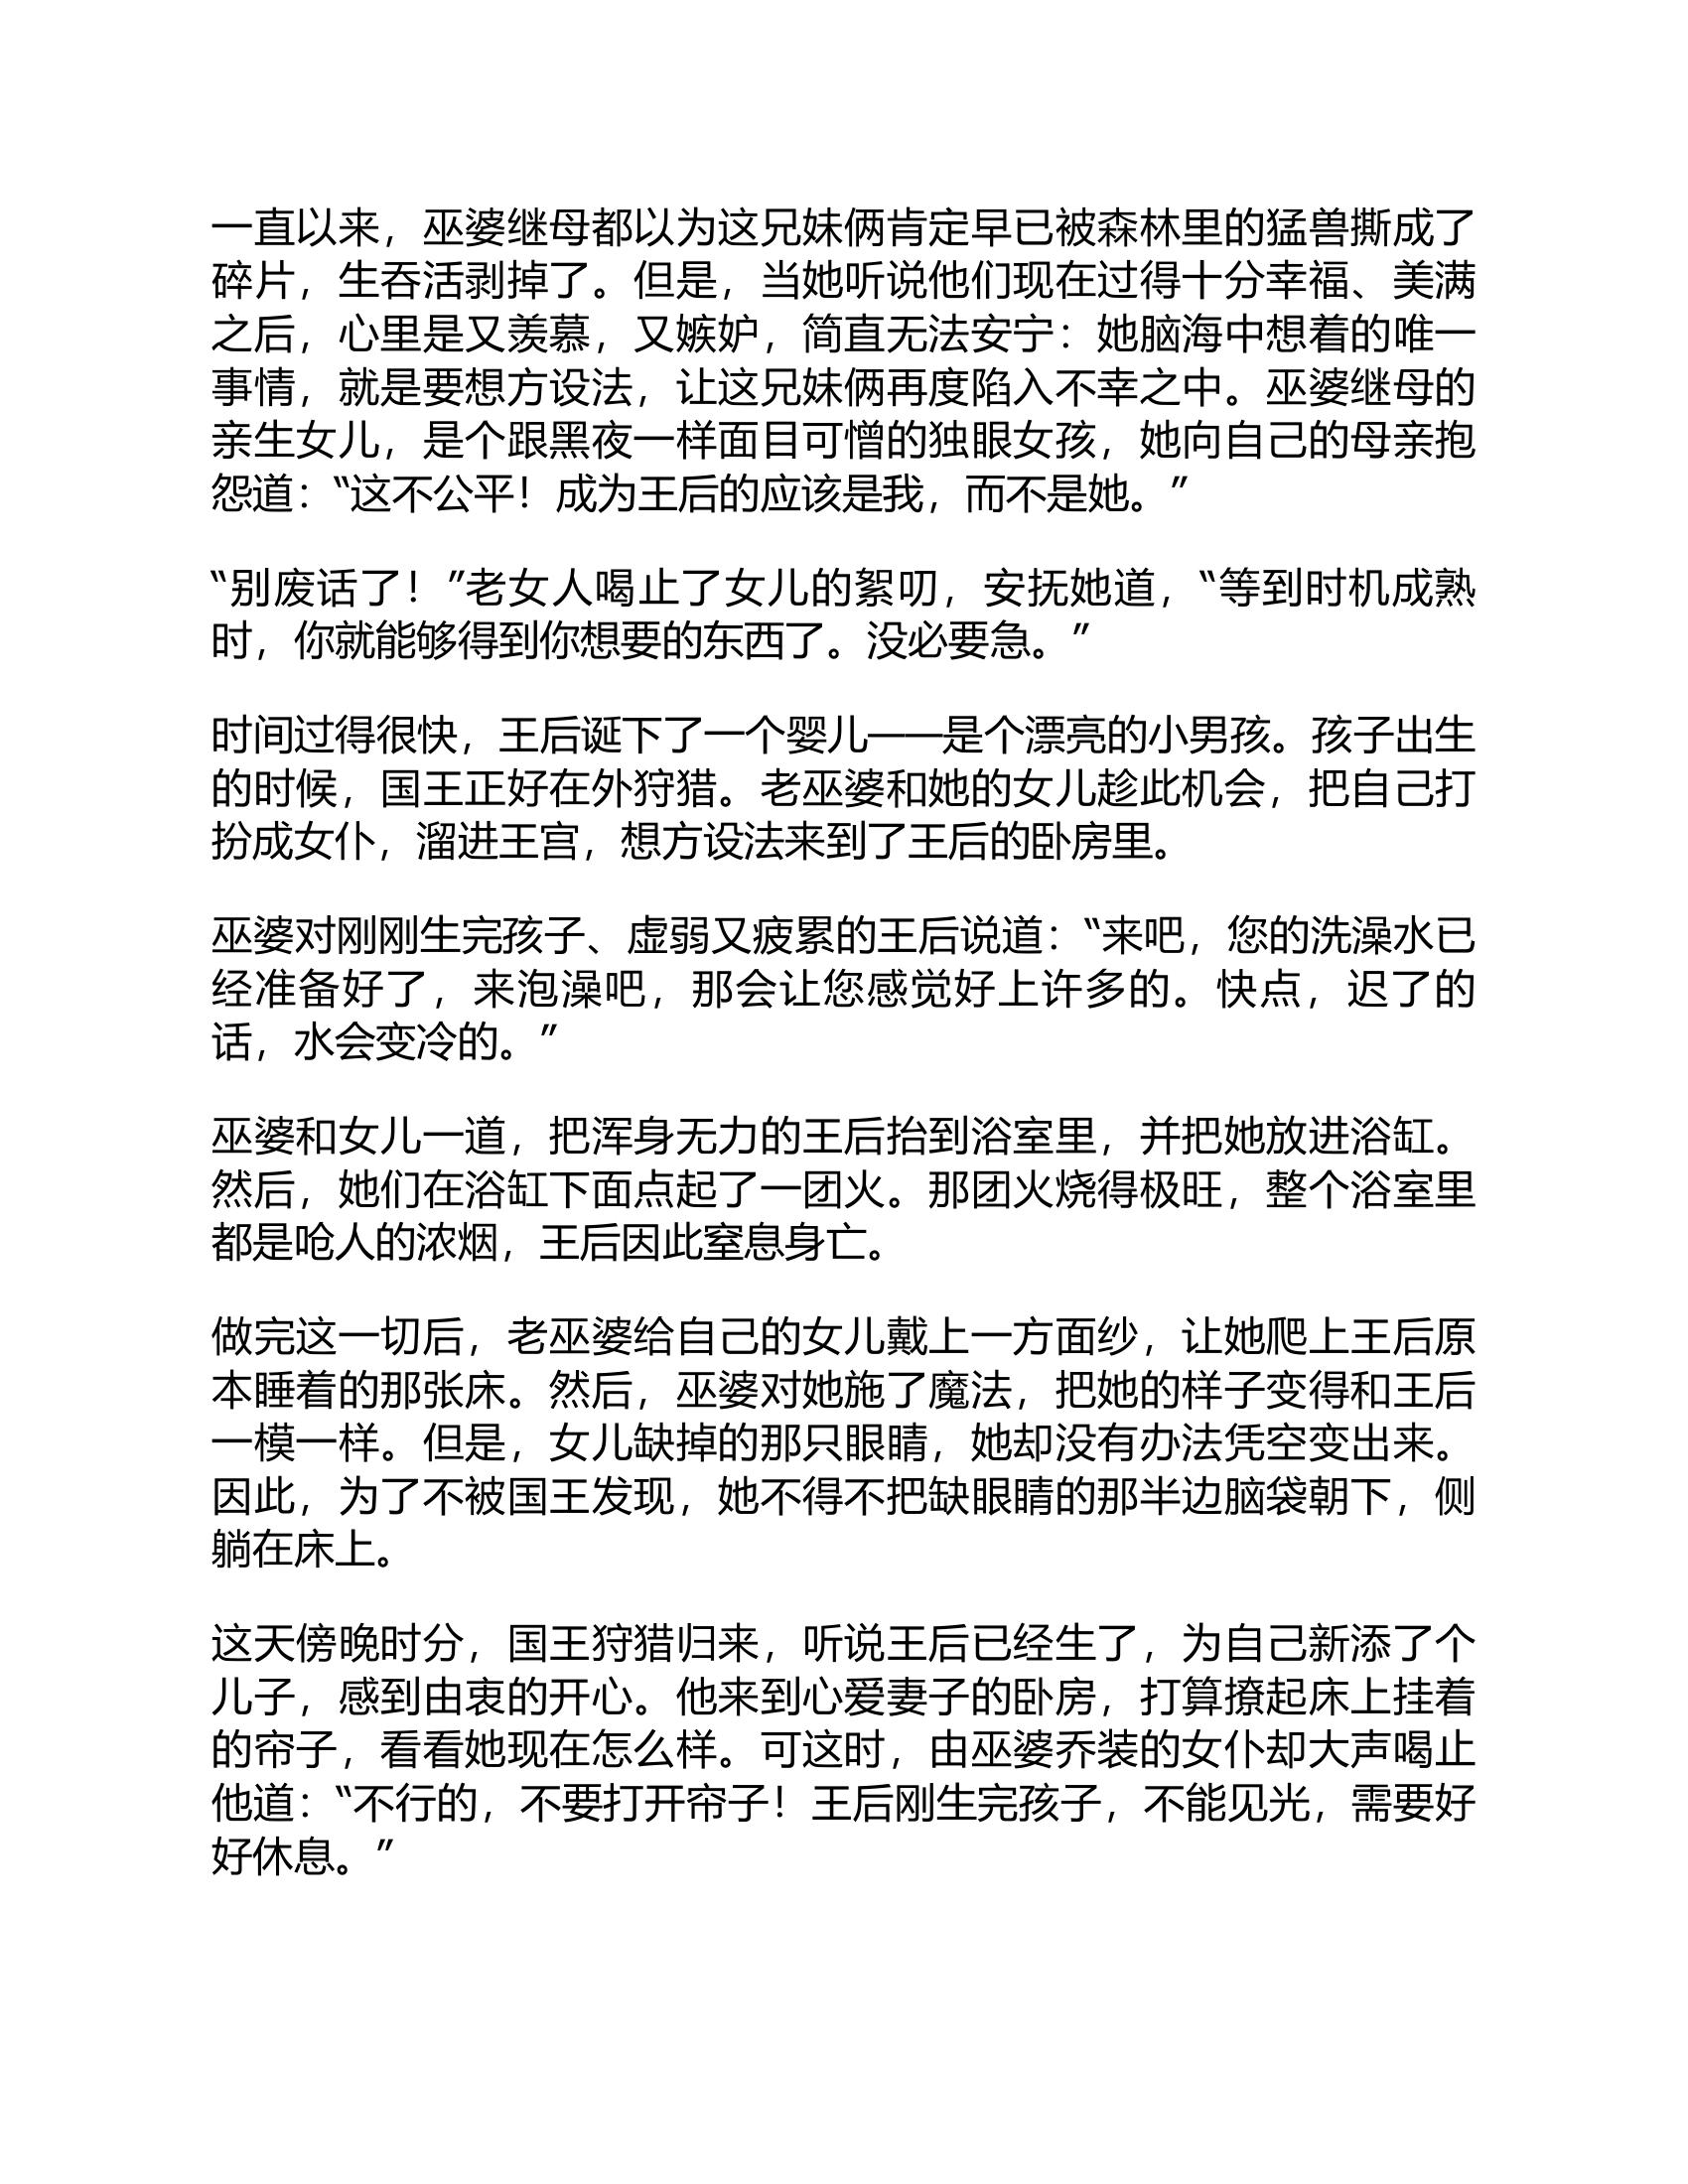 一直以来，巫婆继母都以为这兄妹俩肯定早已被森林里的猛兽撕成了
碎片，生吞活剥掉了。但是，当她听说他们现在过得十分幸福、美满
之后，心里是又羡慕，又嫉妒，简直无法安宁：她脑海中想着的唯一
事情，就是要想方设法，让这兄妹俩再度陷入不幸之中。巫婆继母的
亲生女儿，是个跟黑夜一样面目可憎的独眼女孩，她向自己的母亲抱
怨道：“这不公平！成为王后的应该是我，而不是她。”
“别废话了！”老女人喝止了女儿的絮叨，安抚她道，“等到时机成熟
时，你就能够得到你想要的东西了。没必要急。”
时间过得很快，王后诞下了一个婴儿——是个漂亮的小男孩。孩子出生
的时候，国王正好在外狩猎。老巫婆和她的女儿趁此机会，把自己打
扮成女仆，溜进王宫，想方设法来到了王后的卧房里。
巫婆对刚刚生完孩子、虚弱又疲累的王后说道：“来吧，您的洗澡水已
经准备好了，来泡澡吧，那会让您感觉好上许多的。快点，迟了的
话，水会变冷的。”
巫婆和女儿一道，把浑身无力的王后抬到浴室里，并把她放进浴缸。
然后，她们在浴缸下面点起了一团火。那团火烧得极旺，整个浴室里
都是呛人的浓烟，王后因此窒息身亡。
做完这一切后，老巫婆给自己的女儿戴上一方面纱，让她爬上王后原
本睡着的那张床。然后，巫婆对她施了魔法，把她的样子变得和王后
一模一样。但是，女儿缺掉的那只眼睛，她却没有办法凭空变出来。
因此，为了不被国王发现，她不得不把缺眼睛的那半边脑袋朝下，侧
躺在床上。
这天傍晚时分，国王狩猎归来，听说王后已经生了，为自己新添了个
儿子，感到由衷的开心。他来到心爱妻子的卧房，打算撩起床上挂着
的帘子，看看她现在怎么样。可这时，由巫婆乔装的女仆却大声喝止
他道：“不行的，不要打开帘子！王后刚生完孩子，不能见光，需要好
好休息。”